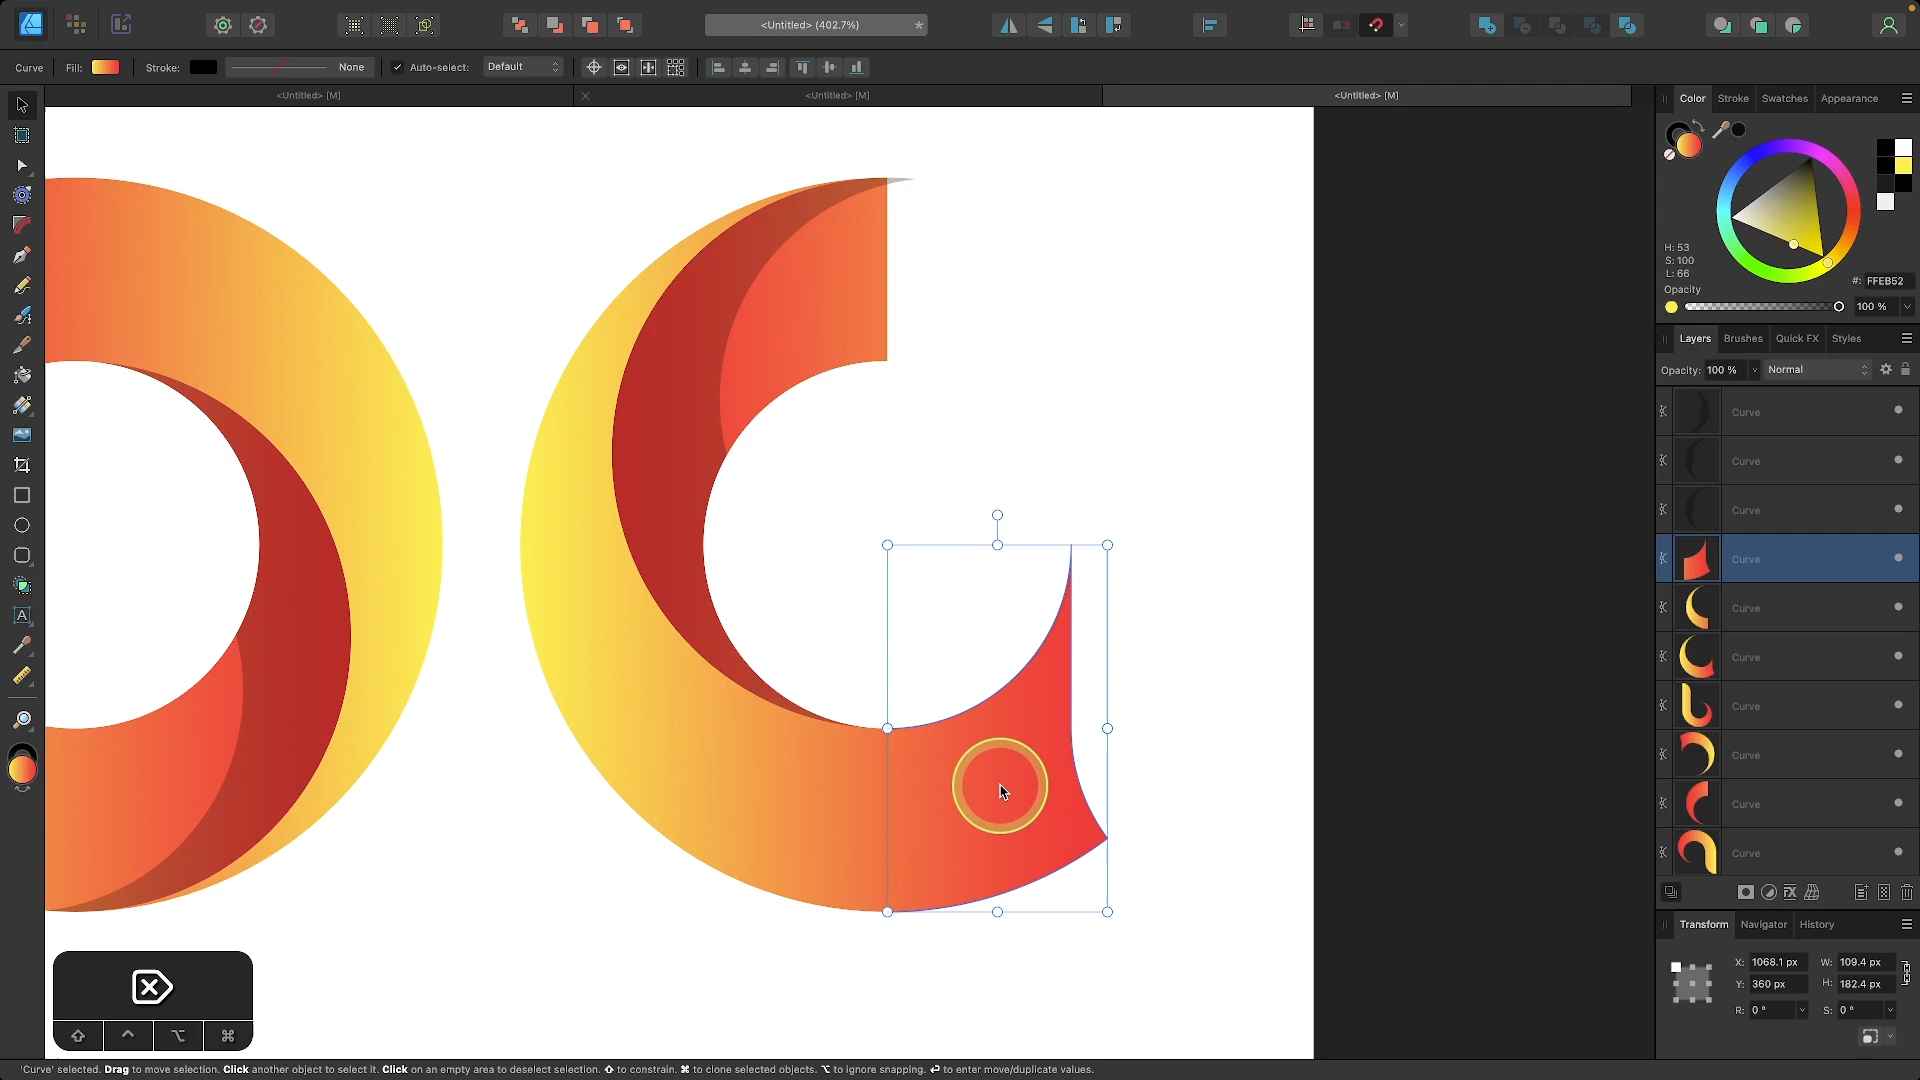 <Untitled> (402.7%)
*
Curve
Fill:
Stroke:
None
Auto-select:
Default
<Untitled> [M]
<Untitled> [M]
<Untitled> [M]
Color
Stroke
Swatches
Appearance
H: 53
S: 100
L: 66
#: FFEB52
Opacity
100 %
Layers
Brushes
Quick FX
Styles
Opacity: 100 %
Normal
Curve
Curve
Curve
Curve
Curve
Curve
Curve
Curve
Curve
Curve
Transform
Navigator
History
X: 1068.1 px
W: 109.4 px
Y: 360 px
H: 182.4 px
R: 0 °
S: 0 °
'Curve' selected. Drag to move selection. Click another object to select it. Click on an empty area to deselect selection. ⇧ to constrain. ⌘ to clone selected objects. ⌥ to ignore snapping. ↩ to enter move/duplicate values.